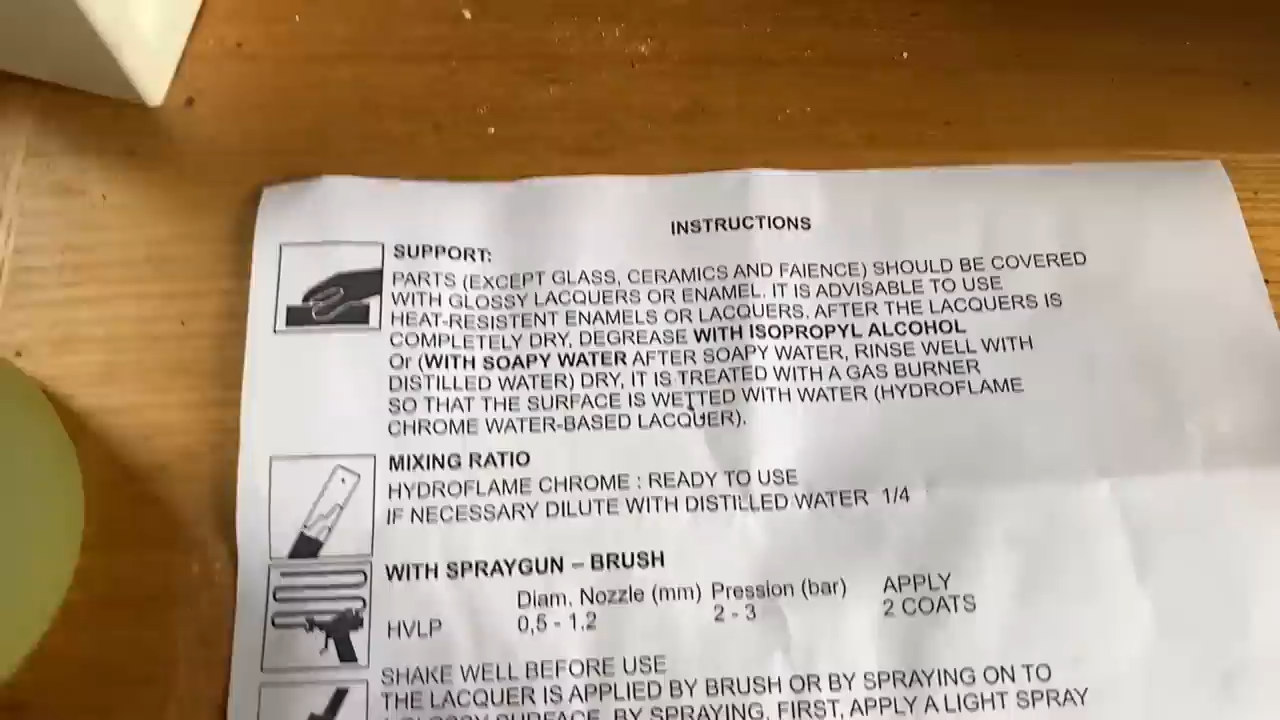 INSTRUCTIONS
SUPPORT:
PARTS (EXCEPT GLASS, CERAMICS AND FAIENCE) SHOULD BE COVERED
WITH GLOSSY LACQUERS OR ENAMEL. IT IS ADVISABLE TO USE
HEAT-RESISTENT ENAMELS OR LACQUERS. AFTER THE LACQUERS IS
COMPLETELY DRY, DEGREASE WITH ISOPROPYL ALCOHOL
Or (WITH SOAPY WATER AFTER SOAPY WATER, RINSE WELL WITH
DISTILLED WATER) DRY, IT IS TREATED WITH A GAS BURNER
SO THAT THE SURFACE IS WETTED WITH WATER (HYDROFLAME
CHROME WATER-BASED LACQUER).
MIXING RATIO
HYDROFLAME CHROME : READY TO USE
IF NECESSARY DILUTE WITH DISTILLED WATER 1/4
WITH SPRAYGUN – BRUSH
Diam. Nozzle (mm) Pression (bar) APPLY
HVLP 0,5 - 1,2 2 - 3 2 COATS
SHAKE WELL BEFORE USE
THE LACQUER IS APPLIED BY BRUSH OR BY SPRAYING ON TO
A GLOSSY SURFACE. BY SPRAYING, FIRST, APPLY A LIGHT SPRAY